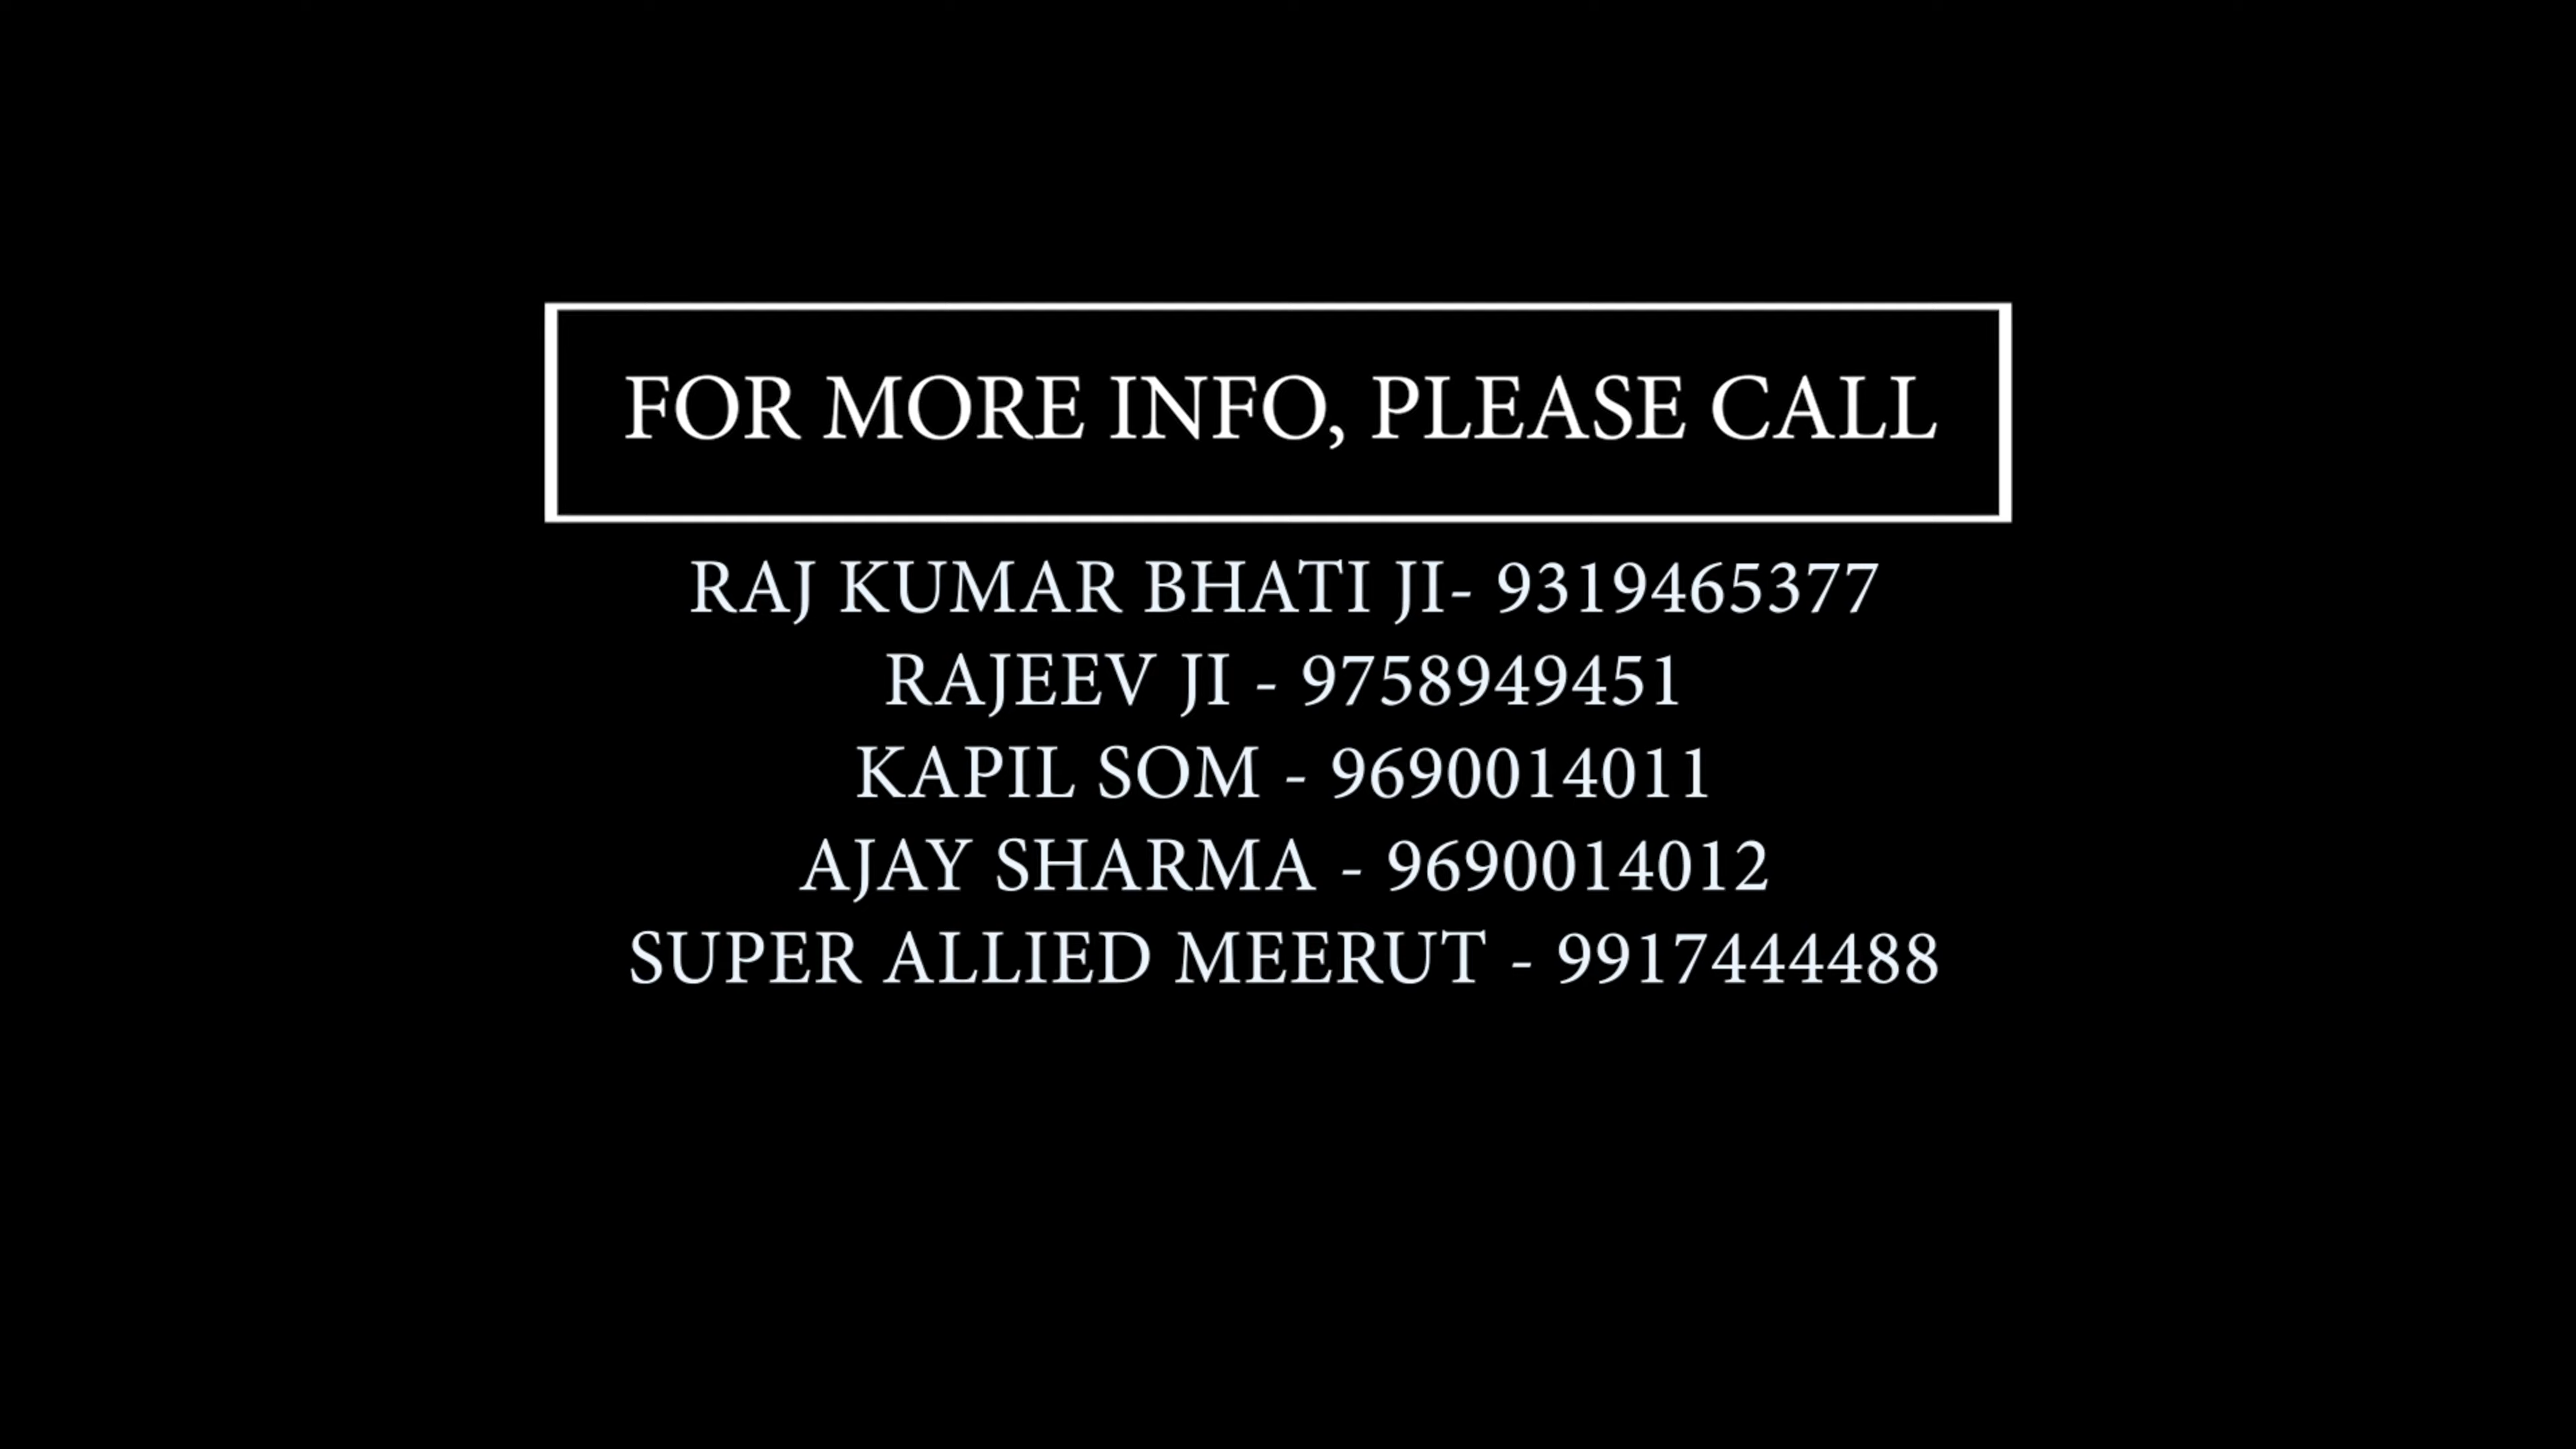 FOR MORE INFO, PLEASE CALL
RAJ KUMAR BHATI JI- 9319465377
RAJEEV JI - 9758949451
KAPIL SOM - 9690014011
AJAY SHARMA - 9690014012
SUPER ALLIED MEERUT - 9917444488